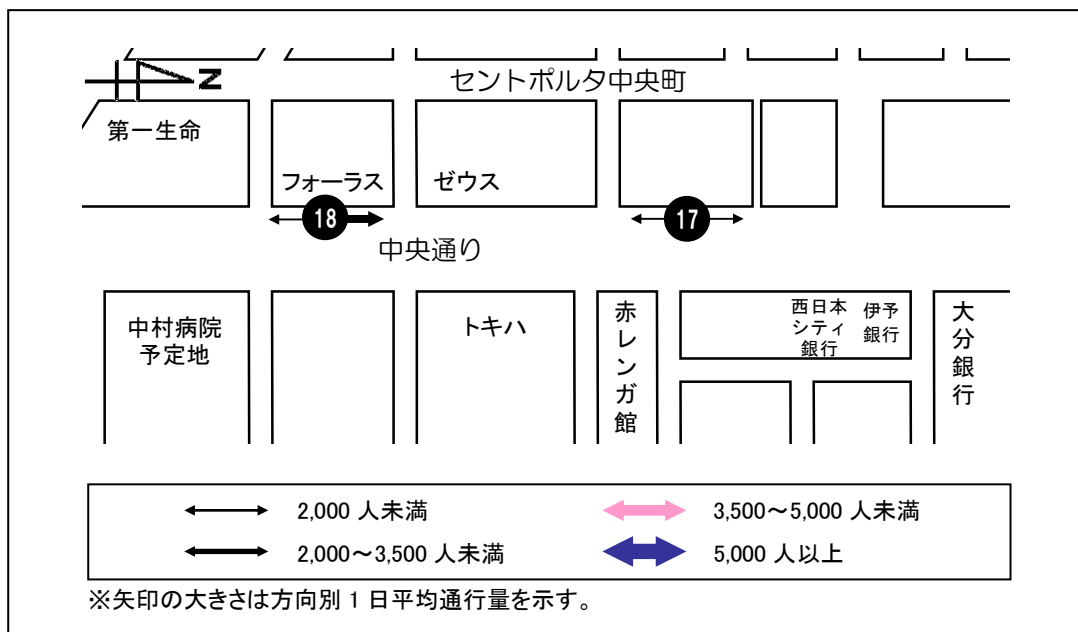 セントポルタ中央町
N
第一生命
フォーラス
ゼウス
18
17
中央通り
中村病院
予定地
トキハ
赤レンガ館
西日本
シティ
銀行
伊予
銀行
大分銀行
2,000 人未満
3,500～5,000 人未満
2,000～3,500 人未満
5,000 人以上
※矢印の大きさは方向別 1 日平均通行量を示す。